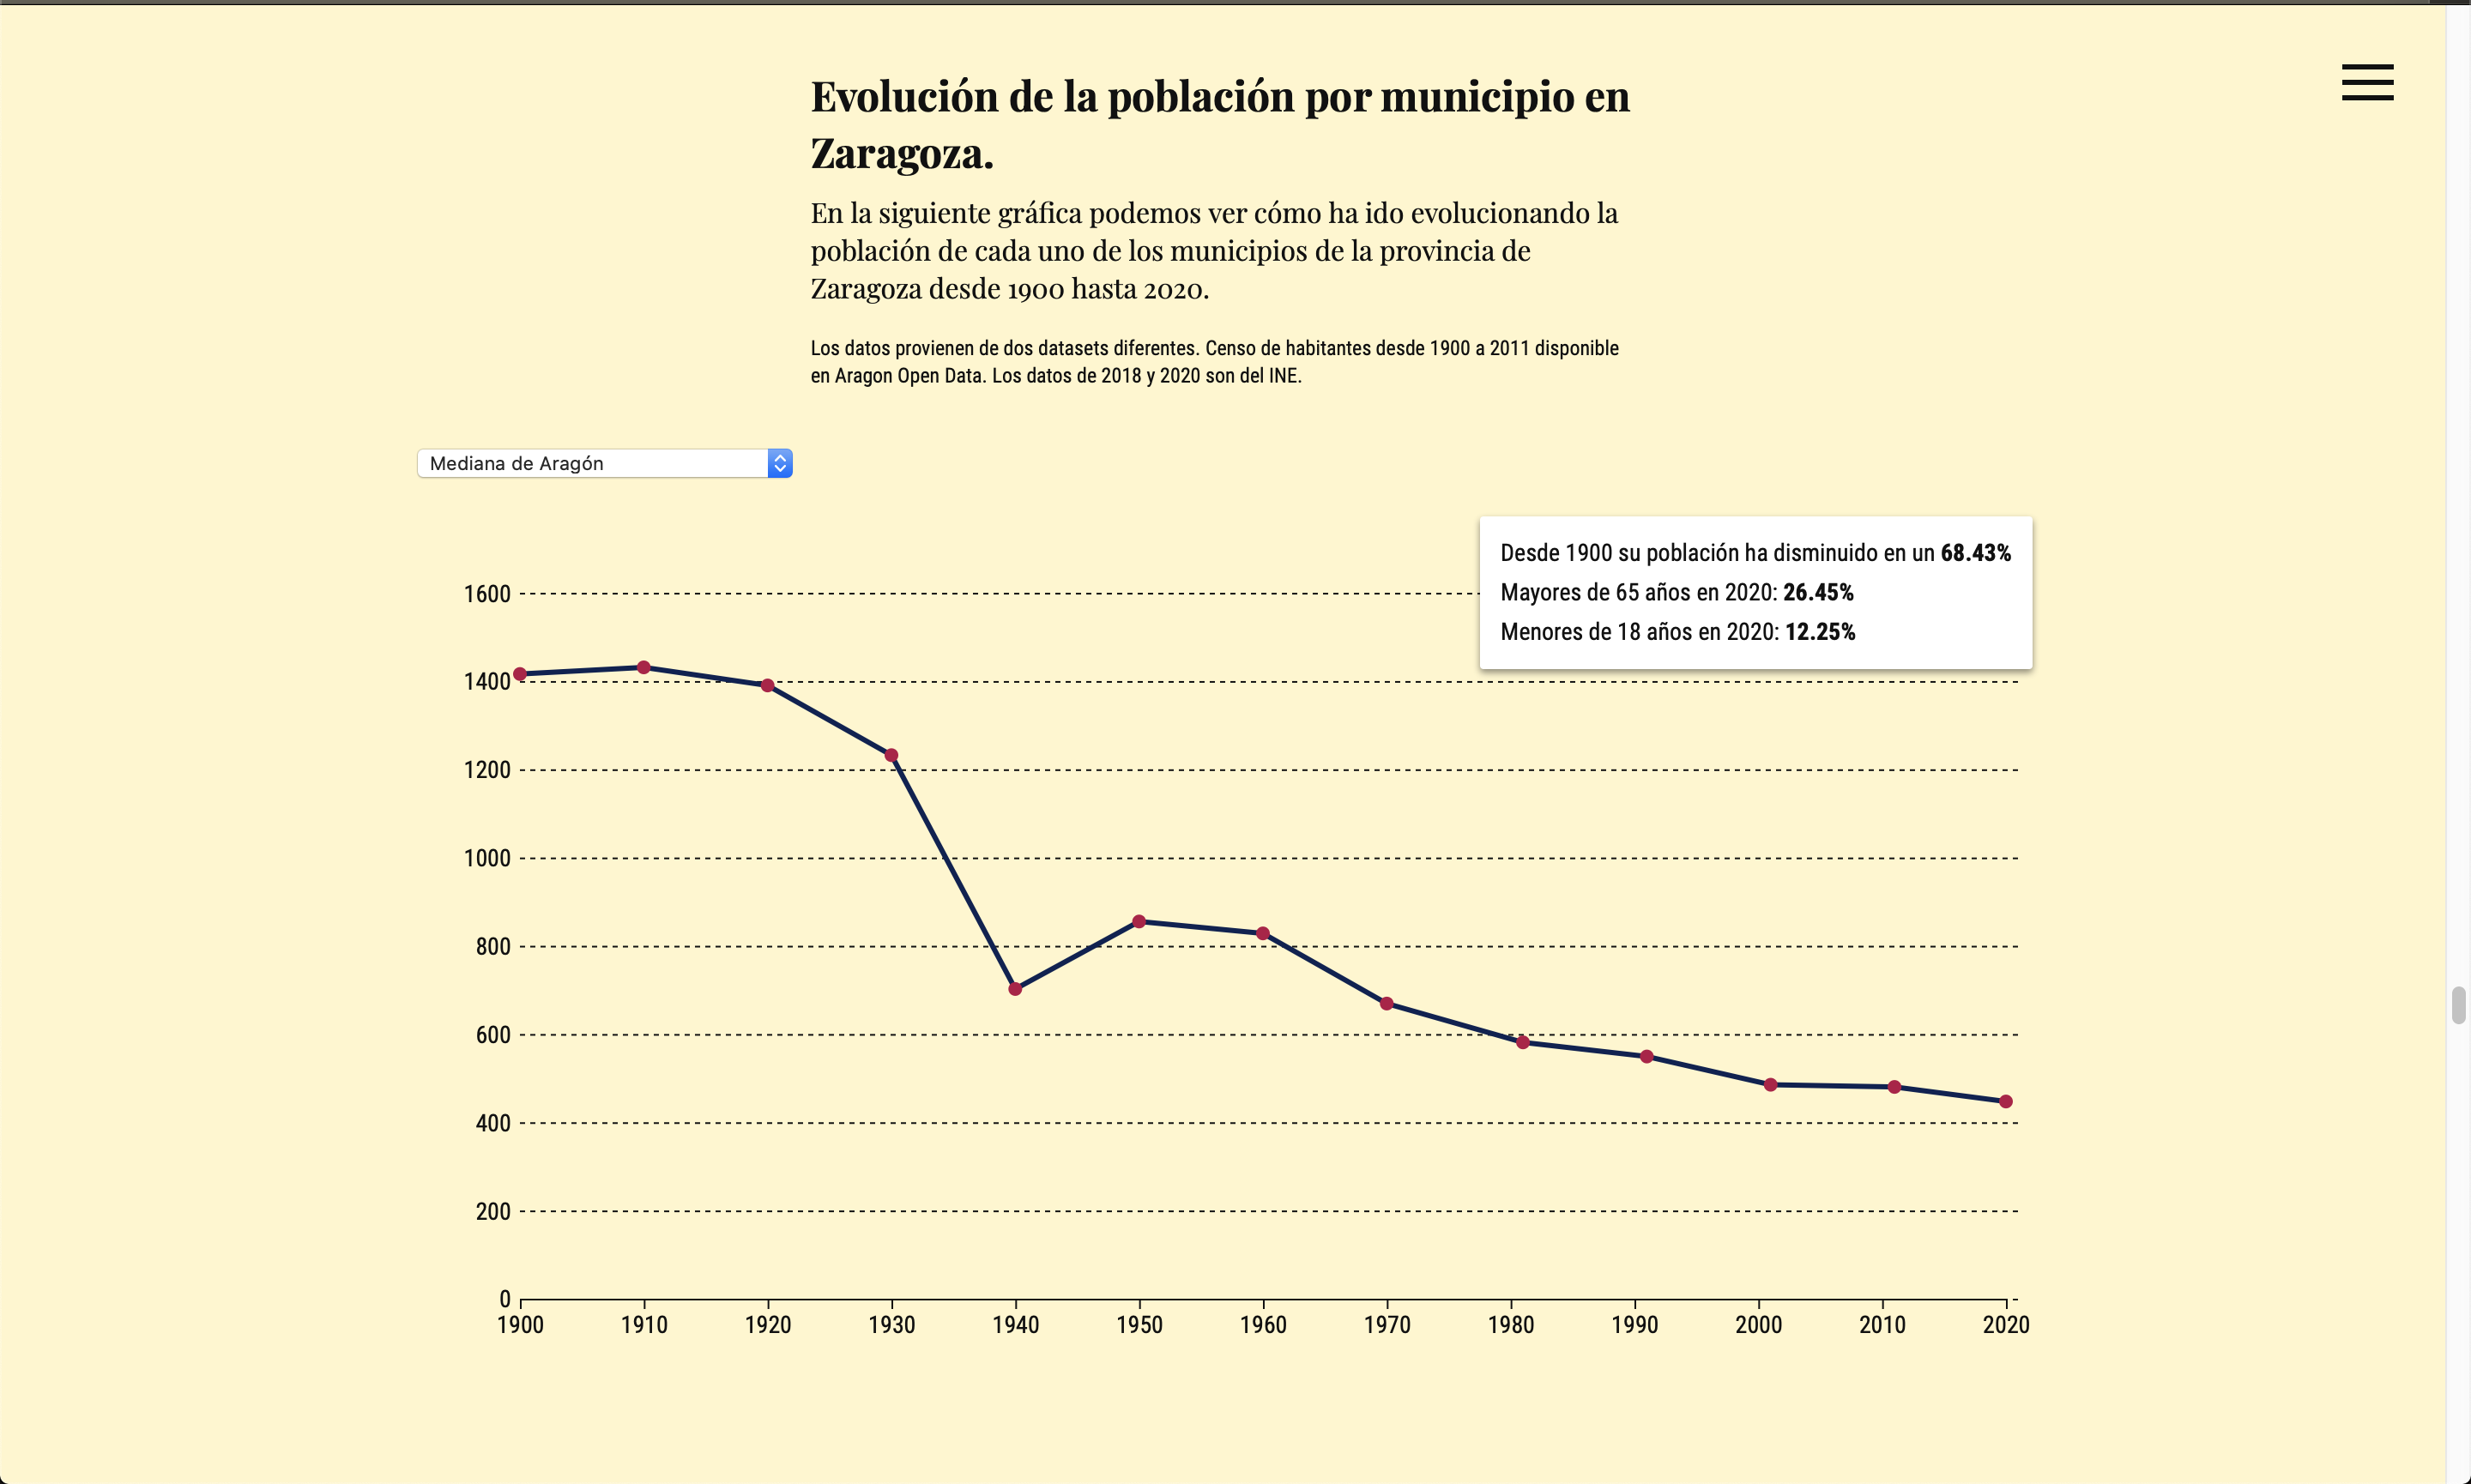 Evolución de la población por municipio en
Zaragoza.
En la siguiente gráfica podemos ver cómo ha ido evolucionando la
población de cada uno de los municipios de la provincia de
Zaragoza desde 1900 hasta 2020.
Los datos provienen de dos datasets diferentes. Censo de habitantes desde 1900 a 2011 disponible
en Aragon Open Data. Los datos de 2018 y 2020 son del INE.
Mediana de Aragón
Desde 1900 su población ha disminuido en un 68.43%
Mayores de 65 años en 2020: 26.45%
Menores de 18 años en 2020: 12.25%
1600
1400
1200
1000
800
600
400
200
0
1900 1910 1920 1930 1940 1950 1960 1970 1980 1990 2000 2010 2020